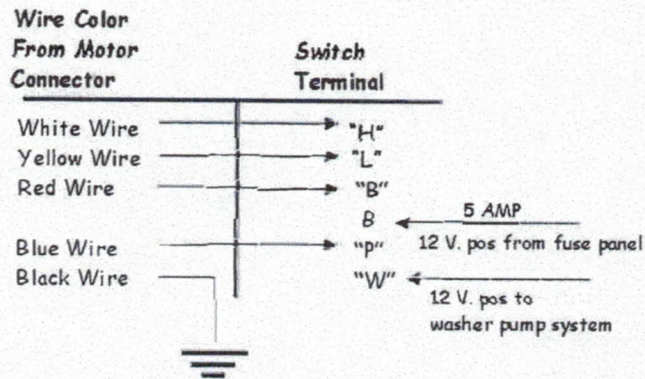 Wire Color
From Motor
Connector
Switch
Terminal
White Wire "H"
Yellow Wire "L"
Red Wire "B"
B 5 AMP
12 V. pos from fuse panel
Blue Wire "P"
Black Wire "W"
12 V. pos to
washer pump system